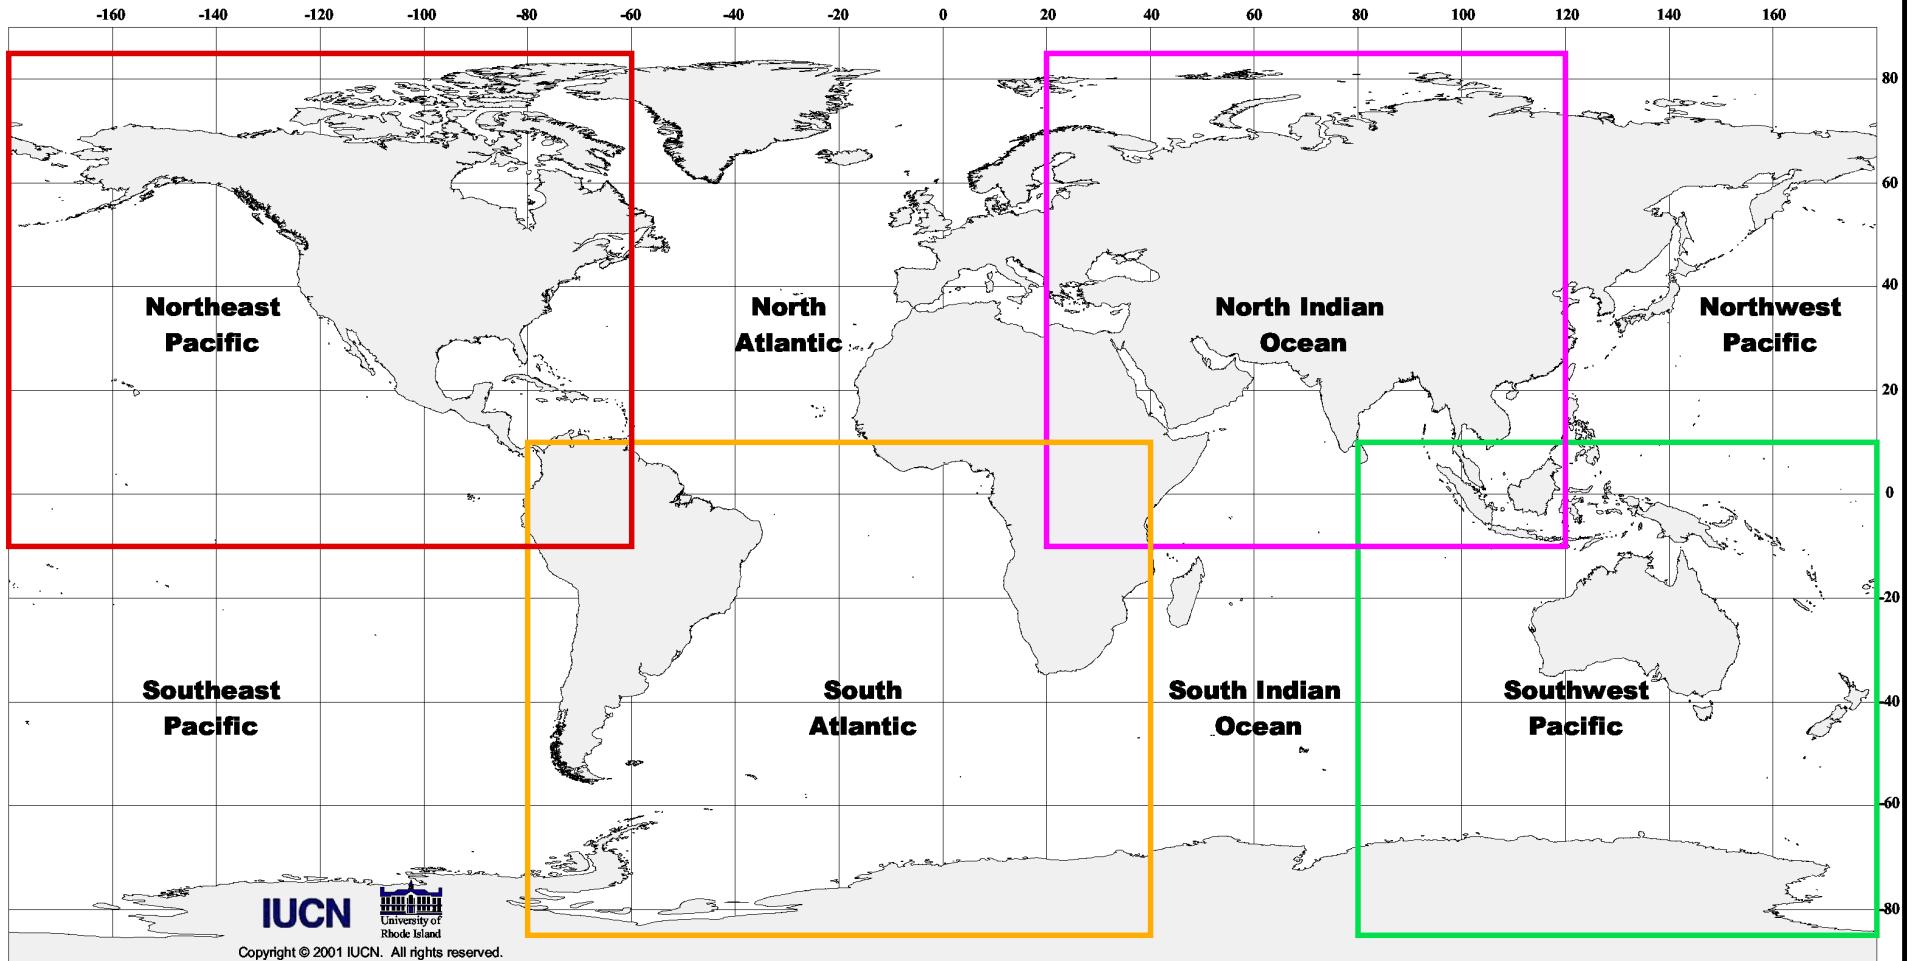 -160 -140 -120 -100 -80 -60 -40 -20 0 20 40 60 80 100 120 140 160
80
60
40
20
0
-20
-40
-60
-80
Northeast
Pacific
North
Atlantic
North Indian
Ocean
Northwest
Pacific
Southeast
Pacific
South
Atlantic
South Indian
Ocean
Southwest
Pacific
IUCN
University of
Rhode Island
Copyright © 2001 IUCN. All rights reserved.